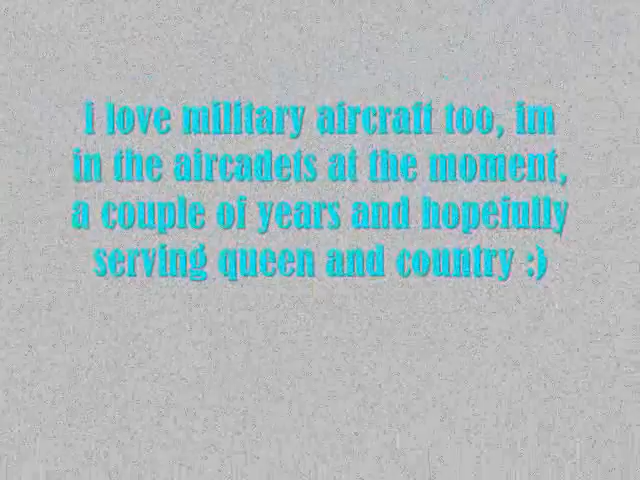 i love military aircraft too, im
in the aircadets at the moment,
a couple of years and hopefully
serving queen and country :)